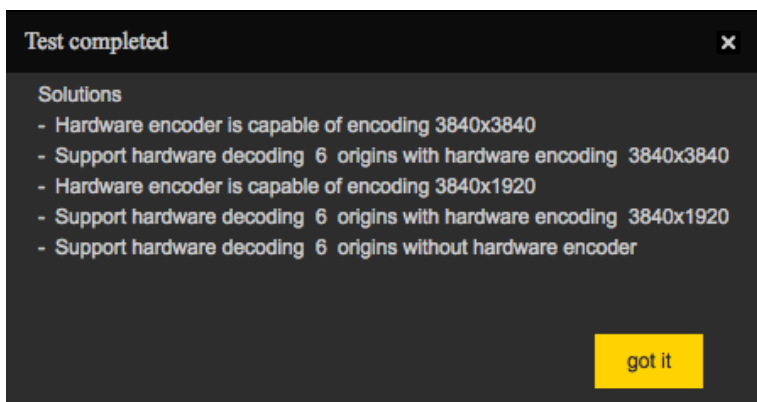 Test completed
Solutions
- Hardware encoder is capable of encoding 3840x3840
- Support hardware decoding 6 origins with hardware encoding 3840x3840
- Hardware encoder is capable of encoding 3840x1920
- Support hardware decoding 6 origins with hardware encoding 3840x1920
- Support hardware decoding 6 origins without hardware encoder
got it